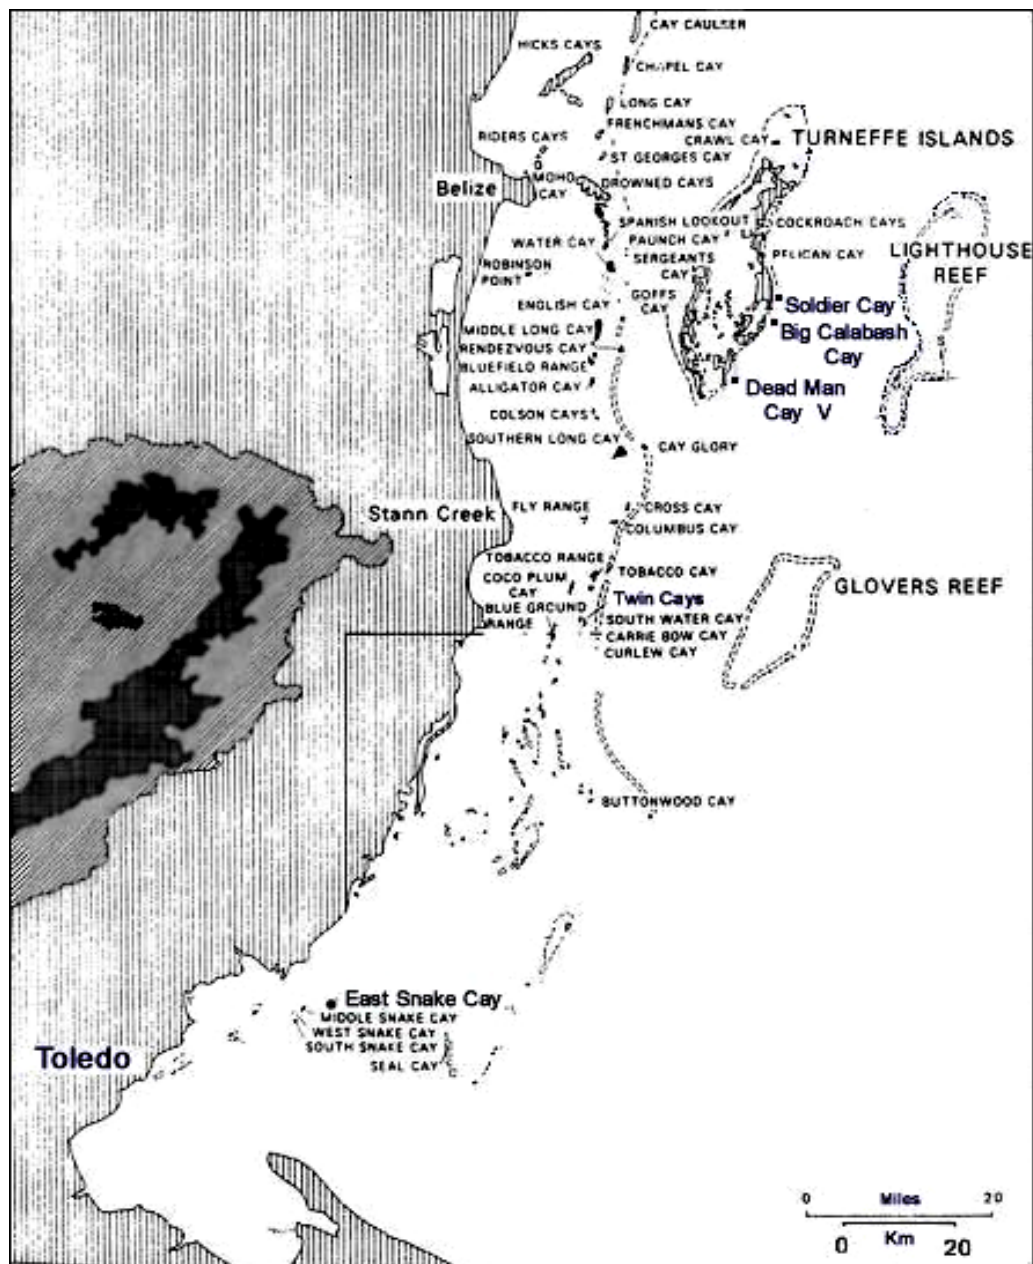 CAY CAULSER
HICKS CAYS
CHAPEL CAY
LONG CAY
FRENCHMANS CAY
RIDERS CAYS
CRAWL CAY
TURNEFFE ISLANDS
ST GEORGES CAY
MOHO
CAY
DROWNED CAYS
Belize
SPANISH LOOKOUT
COCKROACH CAYS
WATER CAY
PAUNCH CAY
PELICAN CAY
LIGHTHOUSE
REEF
SERGEANTS
CAY
ROBINSON
POINT
GOFFS
CAY
ENGLISH CAY
Soldier Cay
Big Calabash
Cay
MIDDLE LONG CAY
RENDEZVOUS CAY
BLUEFIELD RANGE
ALLIGATOR CAY
Dead Man
Cay V
COLSON CAYS
SOUTHERN LONG CAY
CAY GLORY
Stann Creek
FLY RANGE
CROSS CAY
COLUMBUS CAY
TOBACCO RANGE
TOBACCO CAY
COCO PLUM
CAY
GLOVERS REEF
Twin Cays
BLUE GROUND
RANGE
SOUTH WATER CAY
CARRIE BOW CAY
CURLEW CAY
BUTTONWOOD CAY
East Snake Cay
MIDDLE SNAKE CAY
WEST SNAKE CAY
SOUTH SNAKE CAY
SEAL CAY
Toledo
0 Miles 20
0 Km 20